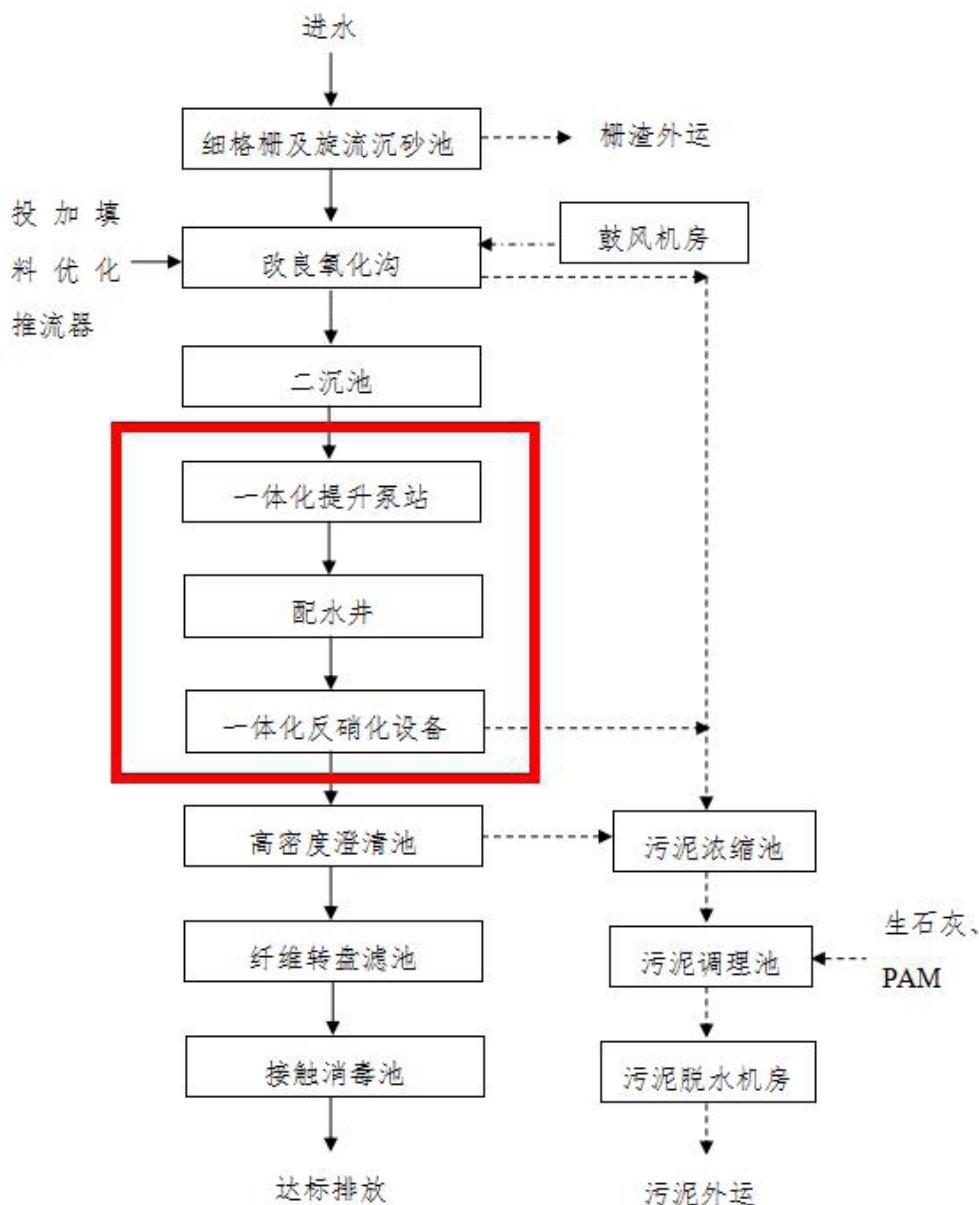 进水
细格栅及旋流沉砂池
栅渣外运
投加填
料优化
推流器
改良氧化沟
鼓风机房
二沉池
一体化提升泵站
配水井
一体化反硝化设备
高密度澄清池
污泥浓缩池
纤维转盘滤池
污泥调理池
生石灰、
PAM
接触消毒池
污泥脱水机房
达标排放
污泥外运